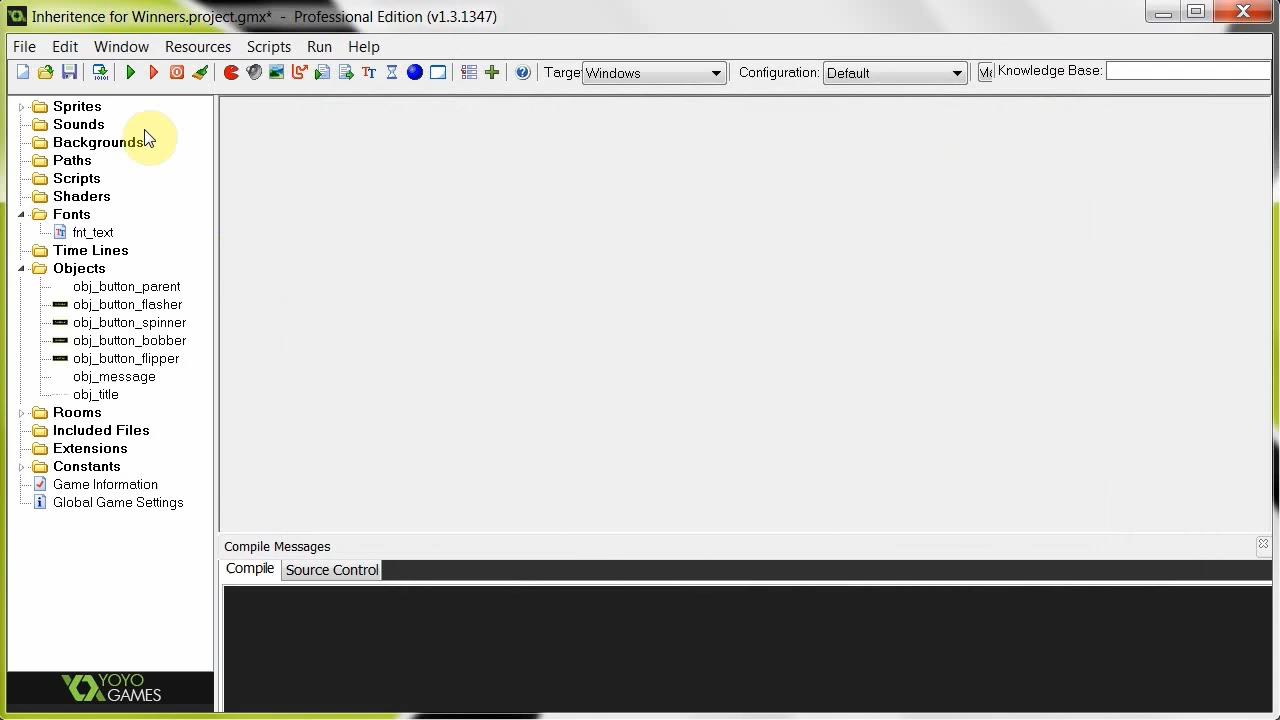 Inheritence for Winners.project.gmx* - Professional Edition (v1.3.1347)
File Edit Window Resources Scripts Run Help
Targe Windows Configuration: Default Knowledge Base:
Sprites
Sounds
Backgrounds
Paths
Scripts
Shaders
Fonts
fnt_text
Time Lines
Objects
obj_button_parent
obj_button_flasher
obj_button_spinner
obj_button_bobber
obj_button_flipper
obj_message
obj_title
Rooms
Included Files
Extensions
Constants
Game Information
Global Game Settings
YOYO
GAMES
Compile Messages
Compile Source Control